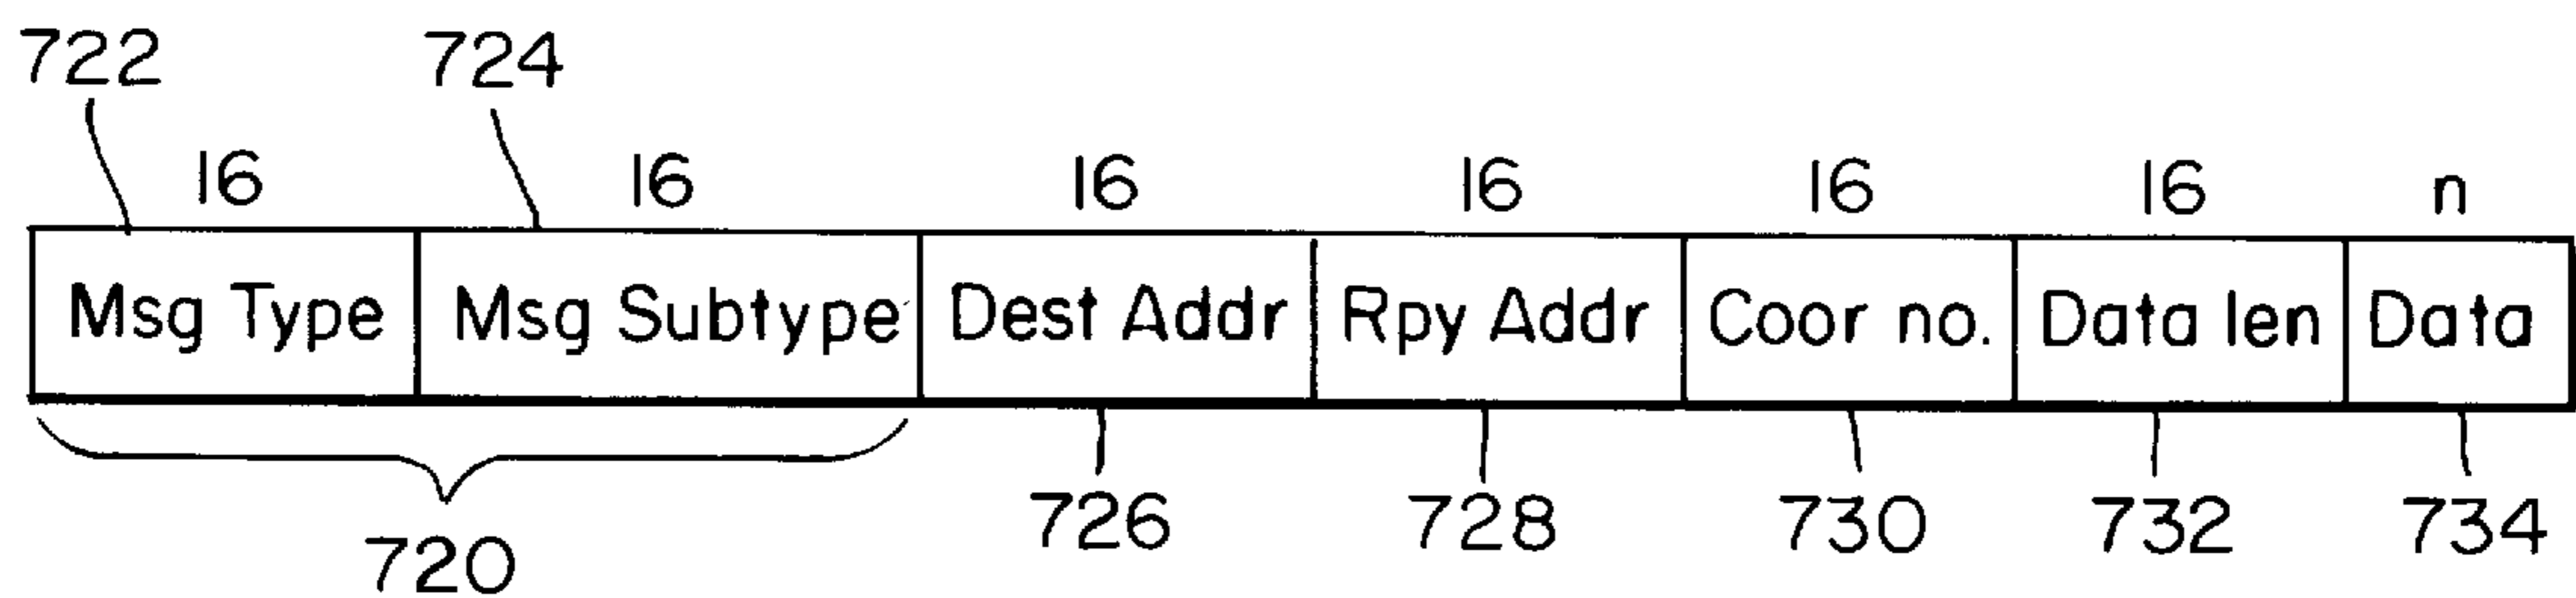 722 724
16 16 16 16 16 16 n
Msg Type Msg Subtype Dest Addr Rpy Addr Coor no. Data len Data
726 728 730 732 734
720